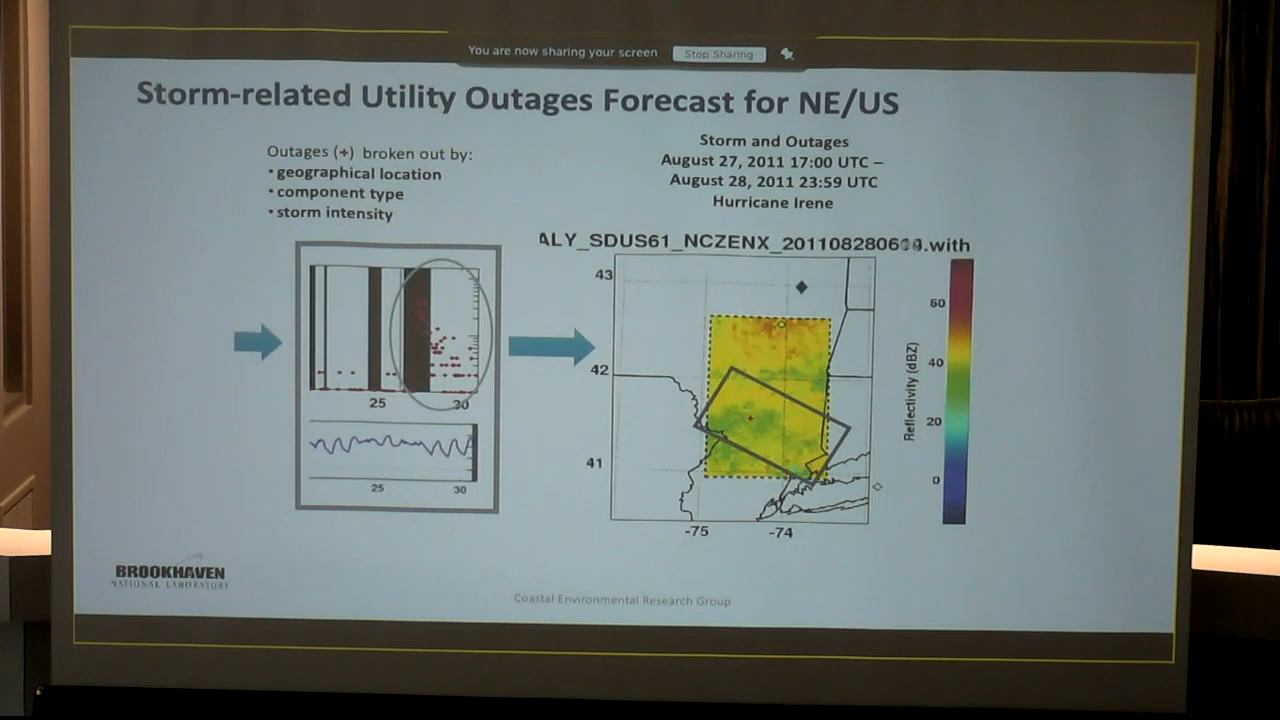 You are now sharing your screen Stop Sharing
Storm-related Utility Outages Forecast for NE/US
Outages (+) broken out by:
• geographical location
• component type
• storm intensity
Storm and Outages
August 27, 2011 17:00 UTC –
August 28, 2011 23:59 UTC
Hurricane Irene
25 30
25 30
43
42
41
-75 -74
60
40
20
0
Reflectivity (dBZ)
BROOKHAVEN
NATIONAL LABORATORY
Coastal Environmental Research Group